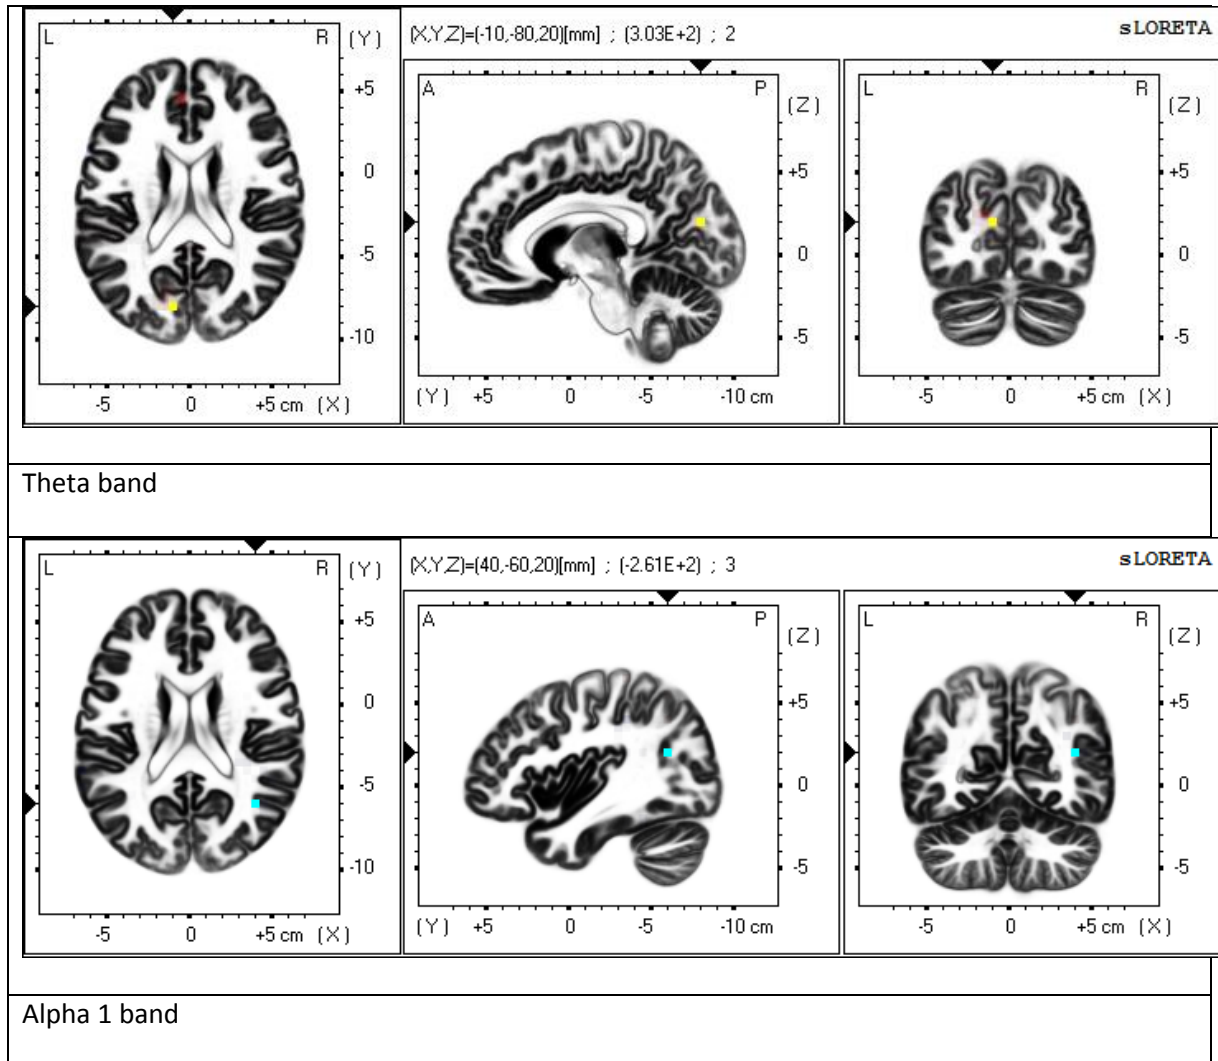 L R (Y) (X,Y,Z)=(-10,-80,20)[mm] ; (3.03E+2) ; 2 sLORETA
A P (Z) L R (Z)
+5
0
-5
-10
+5
0
-5
+5
0
-5
-5 0 +5 cm (X) (Y) +5 0 -5 -10 cm -5 0 +5 cm (X)
Theta band
L R (Y) (X,Y,Z)=(40,-60,20)[mm] ; (-2.61E+2) ; 3 sLORETA
A P (Z) L R (Z)
+5
0
-5
-10
+5
0
-5
+5
0
-5
-5 0 +5 cm (X) (Y) +5 0 -5 -10 cm -5 0 +5 cm (X)
Alpha 1 band